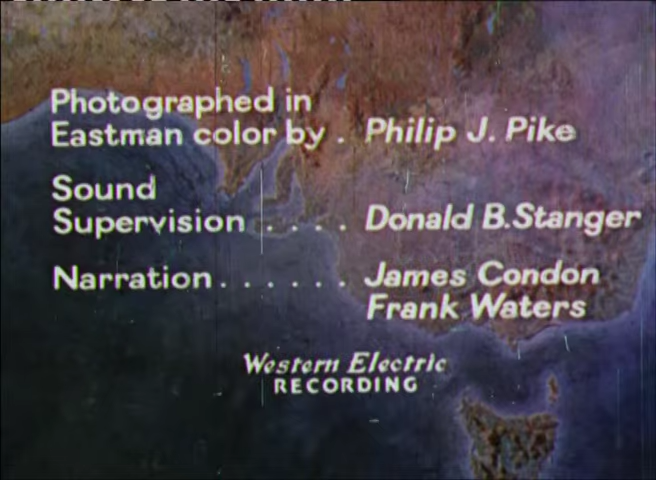 Photographed in
Eastman color by . Philip J. Pike
Sound
Supervision . . . . Donald B.Stanger
Narration . . . . . . James Condon
Frank Waters
Western Electric
RECORDING